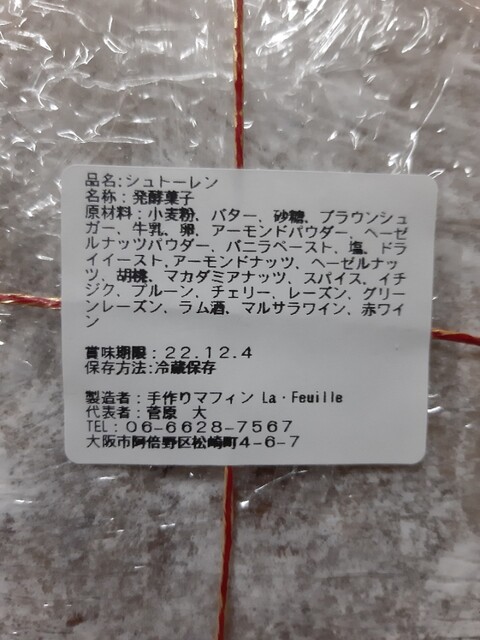 品名:シュトーレン
名称：発酵菓子
原材料：小麦粉、バター、砂糖、ブラウンシュ
ガー、牛乳、卵、アーモンドパウダー、ヘーゼ
ルナッツパウダー、バニラペースト、塩、ドラ
イイースト、アーモンドナッツ、ヘーゼルナッ
ツ、胡桃、マカダミアナッツ、スパイス、イチ
ジク、プルーン、チェリー、レーズン、グリー
ンレーズン、ラム酒、マルサラワイン、赤ワイ
ン
賞味期限：22.12.4
保存方法:冷蔵保存
製造者：手作りマフィン La・Feuille
代表者：菅原　大
TEL：06-6628-7567
大阪市阿倍野区松崎町4-6-7